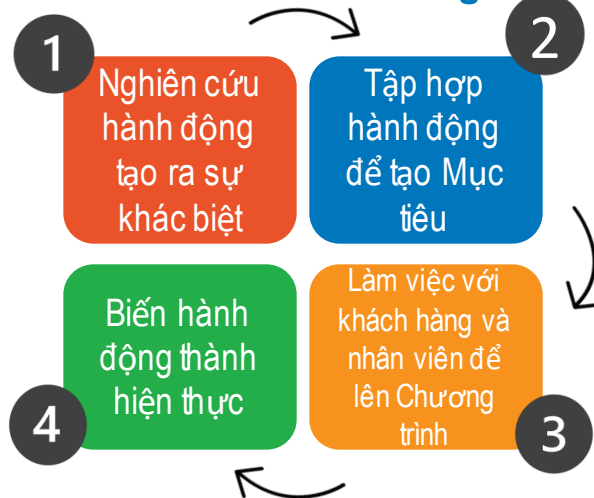 1
Nghiên cứu
hành động
tạo ra sự
khác biệt
2
Tập hợp
hành động
để tạo Mục
tiêu
3
Làm việc với
khách hàng và
nhân viên để
lên Chương
trình
4
Biến hành
động thành
hiện thực